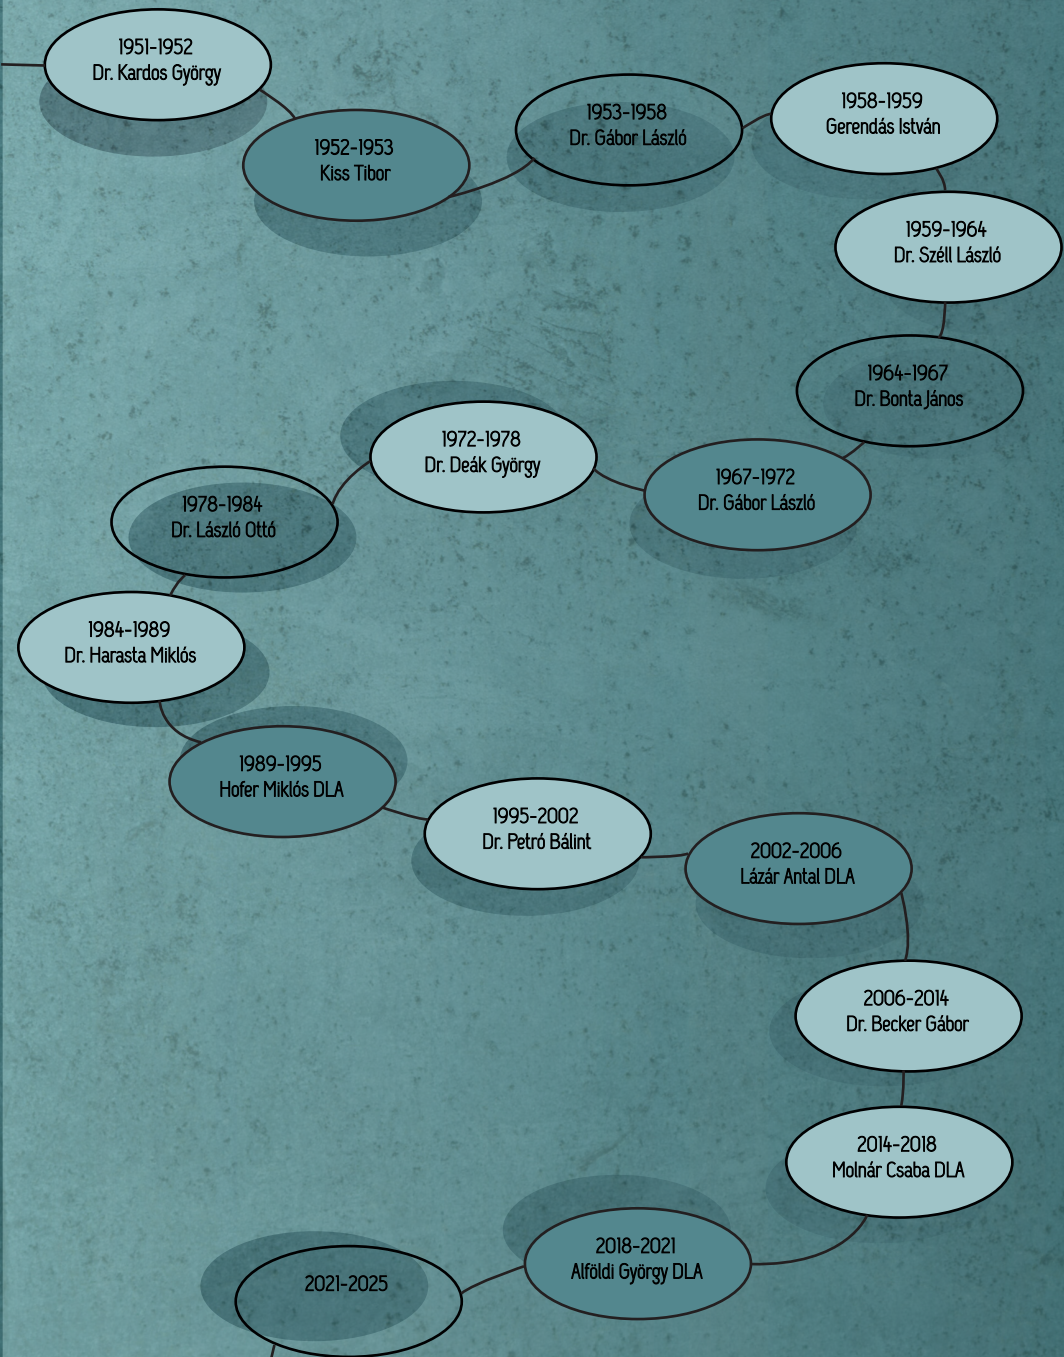 1951-1952
Dr. Kardos György
1952-1953
Kiss Tibor
1953-1958
Dr. Gábor László
1958-1959
Gerendás István
1959-1964
Dr. Széll László
1964-1967
Dr. Bonta János
1967-1972
Dr. Gábor László
1972-1978
Dr. Deák György
1978-1984
Dr. László Ottó
1984-1989
Dr. Harasta Miklós
1989-1995
Hofer Miklós DLA
1995-2002
Dr. Petró Bálint
2002-2006
Lázár Antal DLA
2006-2014
Dr. Becker Gábor
2014-2018
Molnár Csaba DLA
2018-2021
Alföldi György DLA
2021-2025